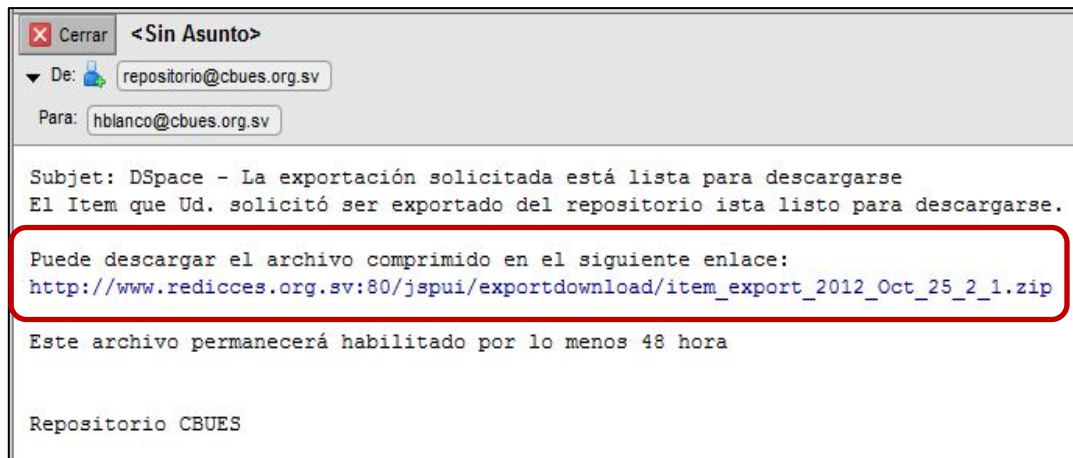 Cerrar <Sin Asunto>
De: repositorio@cbues.org.sv
Para: hblanco@cbues.org.sv
Subjet: DSpace - La exportación solicitada está lista para descargarse
El Item que Ud. solicitó ser exportado del repositorio ista listo para descargarse.
Puede descargar el archivo comprimido en el siguiente enlace:
http://www.redicces.org.sv:80/jspui/exportdownload/item_export_2012_Oct_25_2_1.zip
Este archivo permanecerá habilitado por lo menos 48 hora
Repositorio CBUES